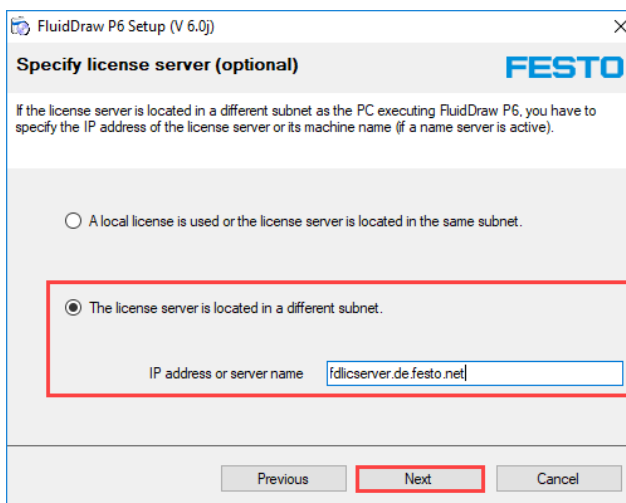 FluidDraw P6 Setup (V 6.0j)
Specify license server (optional)
FESTO
If the license server is located in a different subnet as the PC executing FluidDraw P6, you have to
specify the IP address of the license server or its machine name (if a name server is active).
A local license is used or the license server is located in the same subnet.
The license server is located in a different subnet.
IP address or server name
fdlicserver.de.festo.net
Previous
Next
Cancel